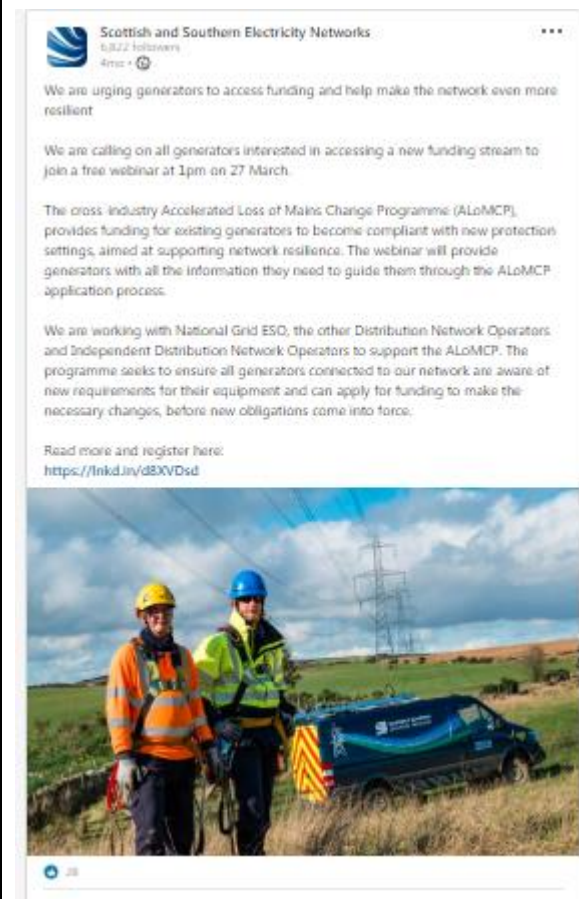 Scottish and Southern Electricity Networks
6,822 followers
4mo •
We are urging generators to access funding and help make the network even more
resilient
We are calling on all generators interested in accessing a new funding stream to
join a free webinar at 1pm on 27 March.
The cross-industry Accelerated Loss of Mains Change Programme (ALoMCP),
provides funding for existing generators to become compliant with new protection
settings, aimed at supporting network resilience. The webinar will provide
generators with all the information they need to guide them through the ALoMCP
application process.
We are working with National Grid ESO, the other Distribution Network Operators
and Independent Distribution Network Operators to support the ALoMCP. The
programme seeks to ensure all generators connected to our network are aware of
new requirements for their equipment and can apply for funding to make the
necessary changes, before new obligations come into force.
Read more and register here:
https://lnkd.in/d8XVDsd
28